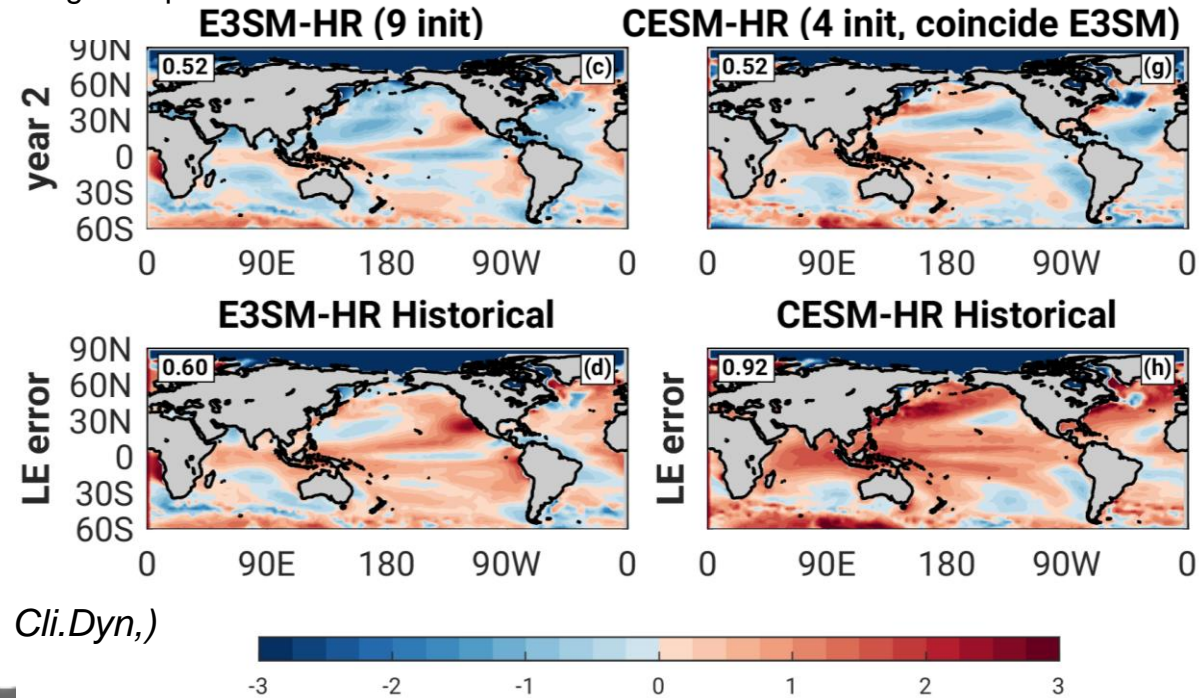 E3SM-HR (9 init)
CESM-HR (4 init, coincide E3SM)
year 2
90N
60N
30N
0
30S
60S
0.52
(c)
0 90E 180 90W 0
0.52
(g)
0 90E 180 90W 0
E3SM-HR Historical
CESM-HR Historical
LE error
90N
60N
30N
0
30S
60S
0.60
(d)
0 90E 180 90W 0
LE error
0.92
(h)
0 90E 180 90W 0
Cli.Dyn,)
-3 -2 -1 0 1 2 3